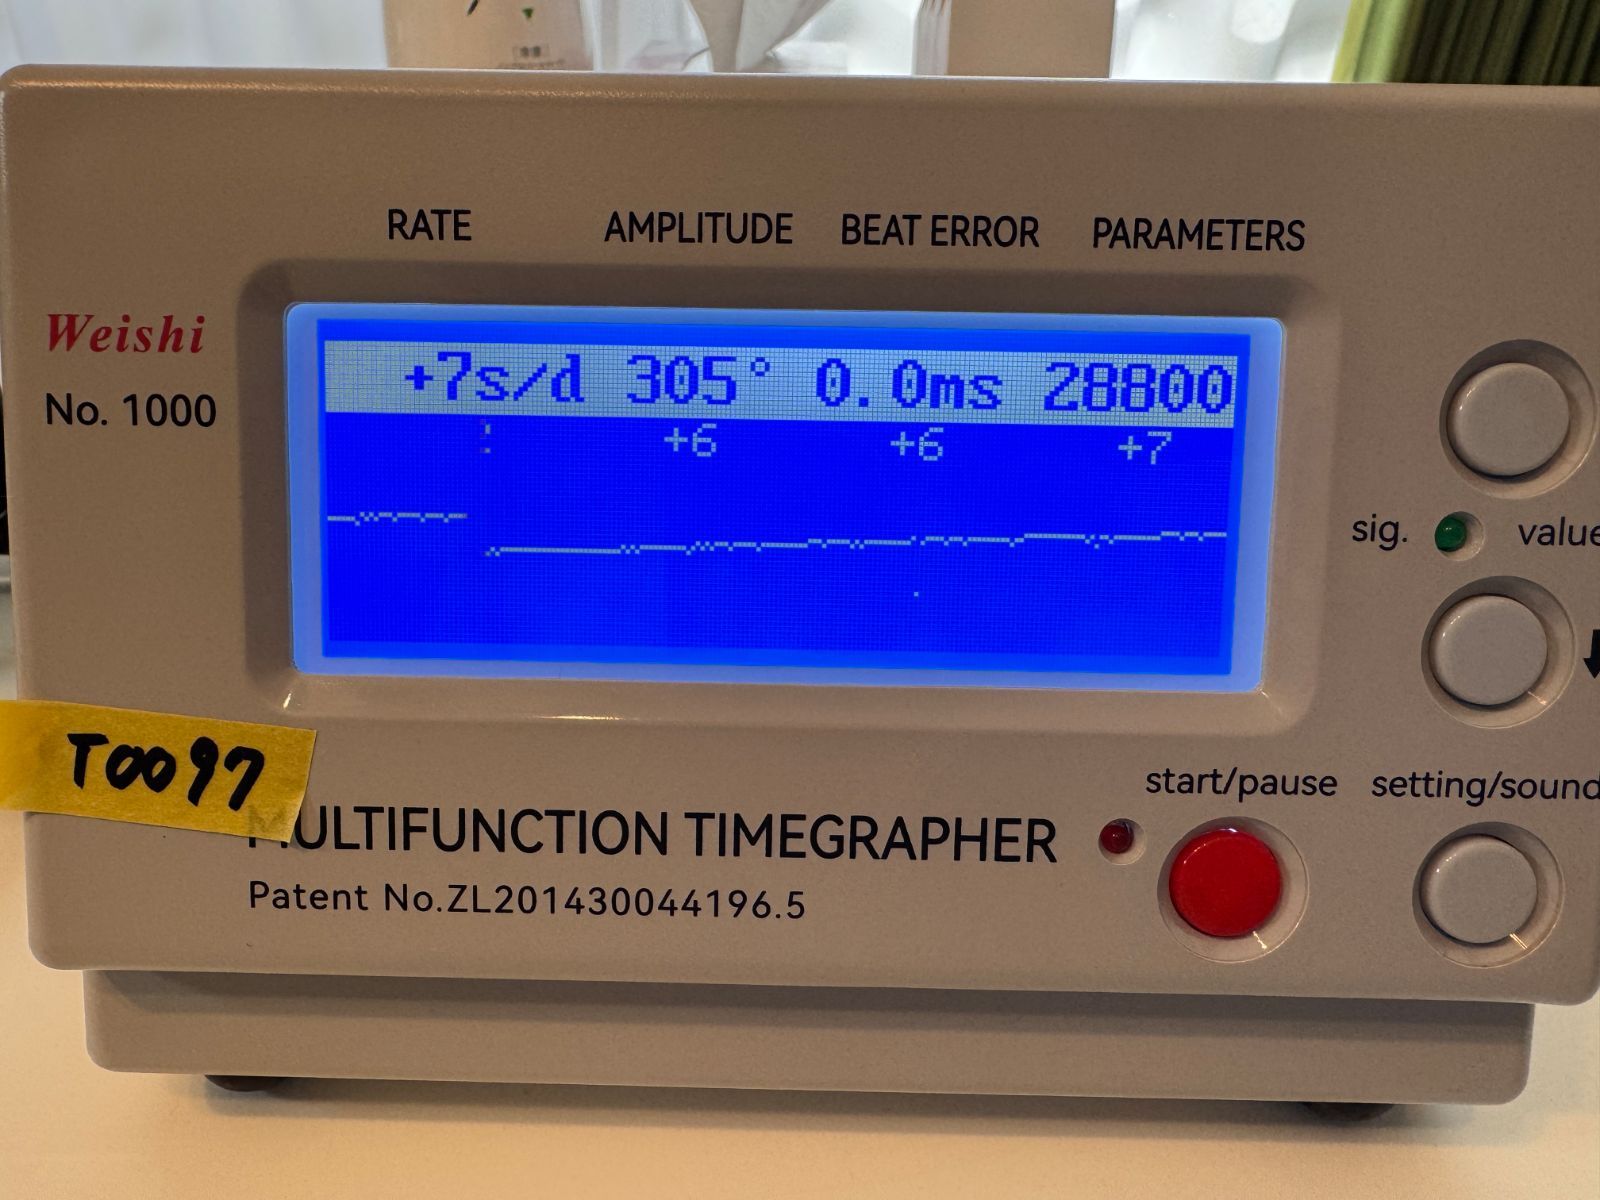 RATE AMPLITUDE BEAT ERROR PARAMETERS
Weishi
No. 1000
+7s/d 305° 0.0ms 28800
+6 +6 +7
sig. value
T0097
start/pause setting/sound
MULTIFUNCTION TIMEGRAPHER
Patent No.ZL201430044196.5